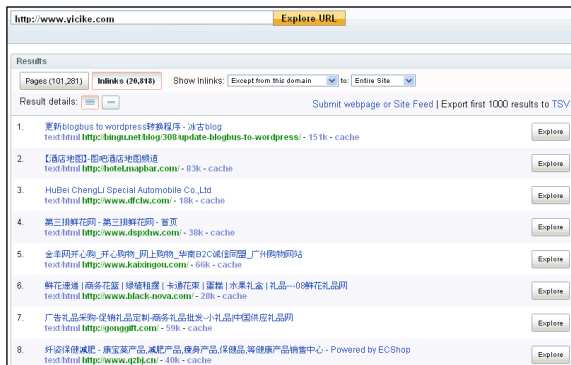 http://www.yicike.com Explore URL
Results
Pages (101,281) Inlinks (20,818) Show Inlinks: Except from this domain to: Entire Site
Result details: Submit webpage or Site Feed | Export first 1000 results to TSV
1. 更新blogbus to wordpress转换程序 - 冰古blog Explore
text/html http://bingu.net/blog/308/update-blogbus-to-wordpress/ - 151k - cache
2. 【酒店地图】-图吧酒店地图频道 Explore
text/html http://hotel.mapbar.com/ - 83k - cache
3. HuBei ChengLi Special Automobile Co.,Ltd Explore
text/html http://www.dfclw.com/ - 18k - cache
4. 第三排鲜花网 - 第三排鲜花网 - 首页 Explore
text/html http://www.dspxhw.com/ - 38k - cache
5. 金羊网开心购_开心购物_网上购物_华南B2C诚信同盟_广州购物网站 Explore
text/html http://www.kaixingou.com/ - 66k - cache
6. 鲜花速递 | 商务花篮 | 绿植租摆 | 卡通花束 | 蛋糕 | 水果礼盒 | 礼品---08鲜花礼品网 Explore
text/html http://www.black-nova.com/ - 28k - cache
7. 广告礼品采购-促销礼品定制-商务礼品批发-小礼品|中国供应礼品网 Explore
text/html http://gonggift.com/ - 59k - cache
8. 纤姿保健减肥 - 康宝莱产品,减肥产品,瘦身产品,保健品,等健康产品销售中心 - Powered by ECShop Explore
text/html http://www.qzbj.cn/ - 40k - cache